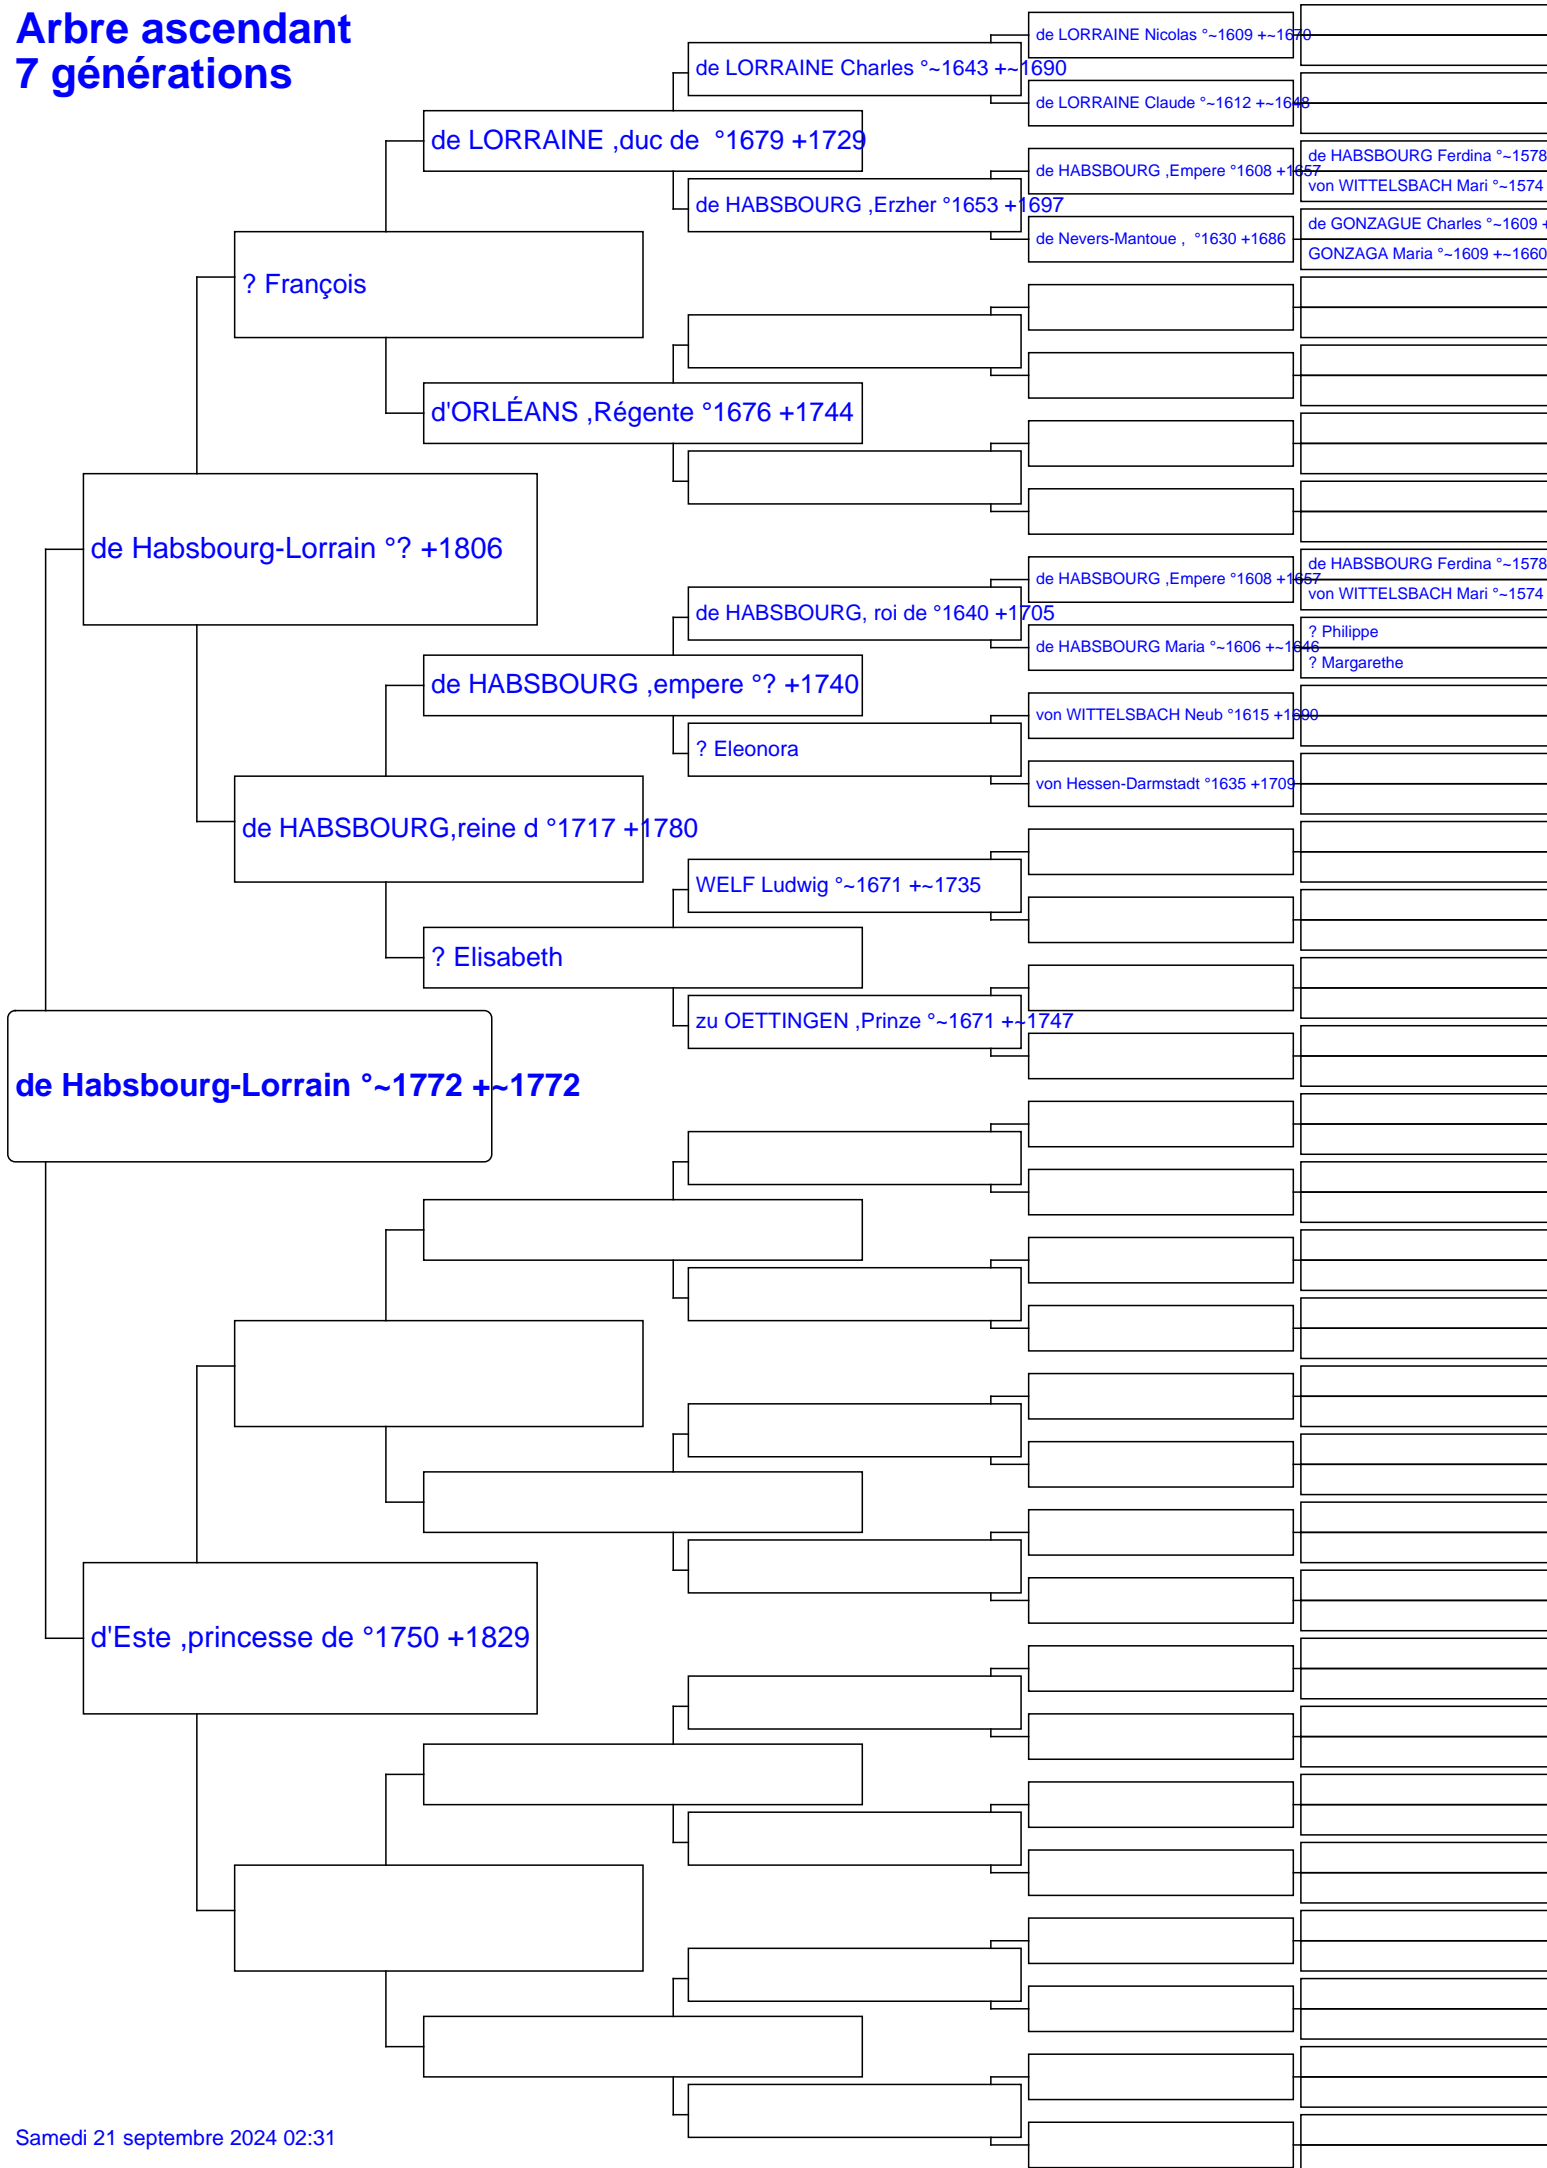 Arbre ascendant
7 générations
de LORRAINE Nicolas °~1609 +~1670
de LORRAINE Charles °~1643 +~1690
de LORRAINE Claude °~1612 +~1648
de LORRAINE ,duc de  °1679 +1729
de HABSBOURG Ferdina °~1578
de HABSBOURG ,Empere °1608 +1657
von WITTELSBACH Mari °~1574
de HABSBOURG ,Erzher °1653 +1697
de GONZAGUE Charles °~1609 +
de Nevers-Mantoue ,  °1630 +1686
GONZAGA Maria °~1609 +~1660
? François
d'ORLÉANS ,Régente °1676 +1744
de Habsbourg-Lorrain °? +1806
de HABSBOURG Ferdina °~1578
de HABSBOURG ,Empere °1608 +1657
von WITTELSBACH Mari °~1574
de HABSBOURG, roi de °1640 +1705
? Philippe
de HABSBOURG Maria °~1606 +~1646
? Margarethe
de HABSBOURG ,empere °? +1740
von WITTELSBACH Neub °1615 +1690
? Eleonora
von Hessen-Darmstadt °1635 +1709
de HABSBOURG,reine d °1717 +1780
WELF Ludwig °~1671 +~1735
? Elisabeth
zu OETTINGEN ,Prinze °~1671 +~1747
de Habsbourg-Lorrain °~1772 +~1772
d'Este ,princesse de °1750 +1829
Samedi 21 septembre 2024 02:31